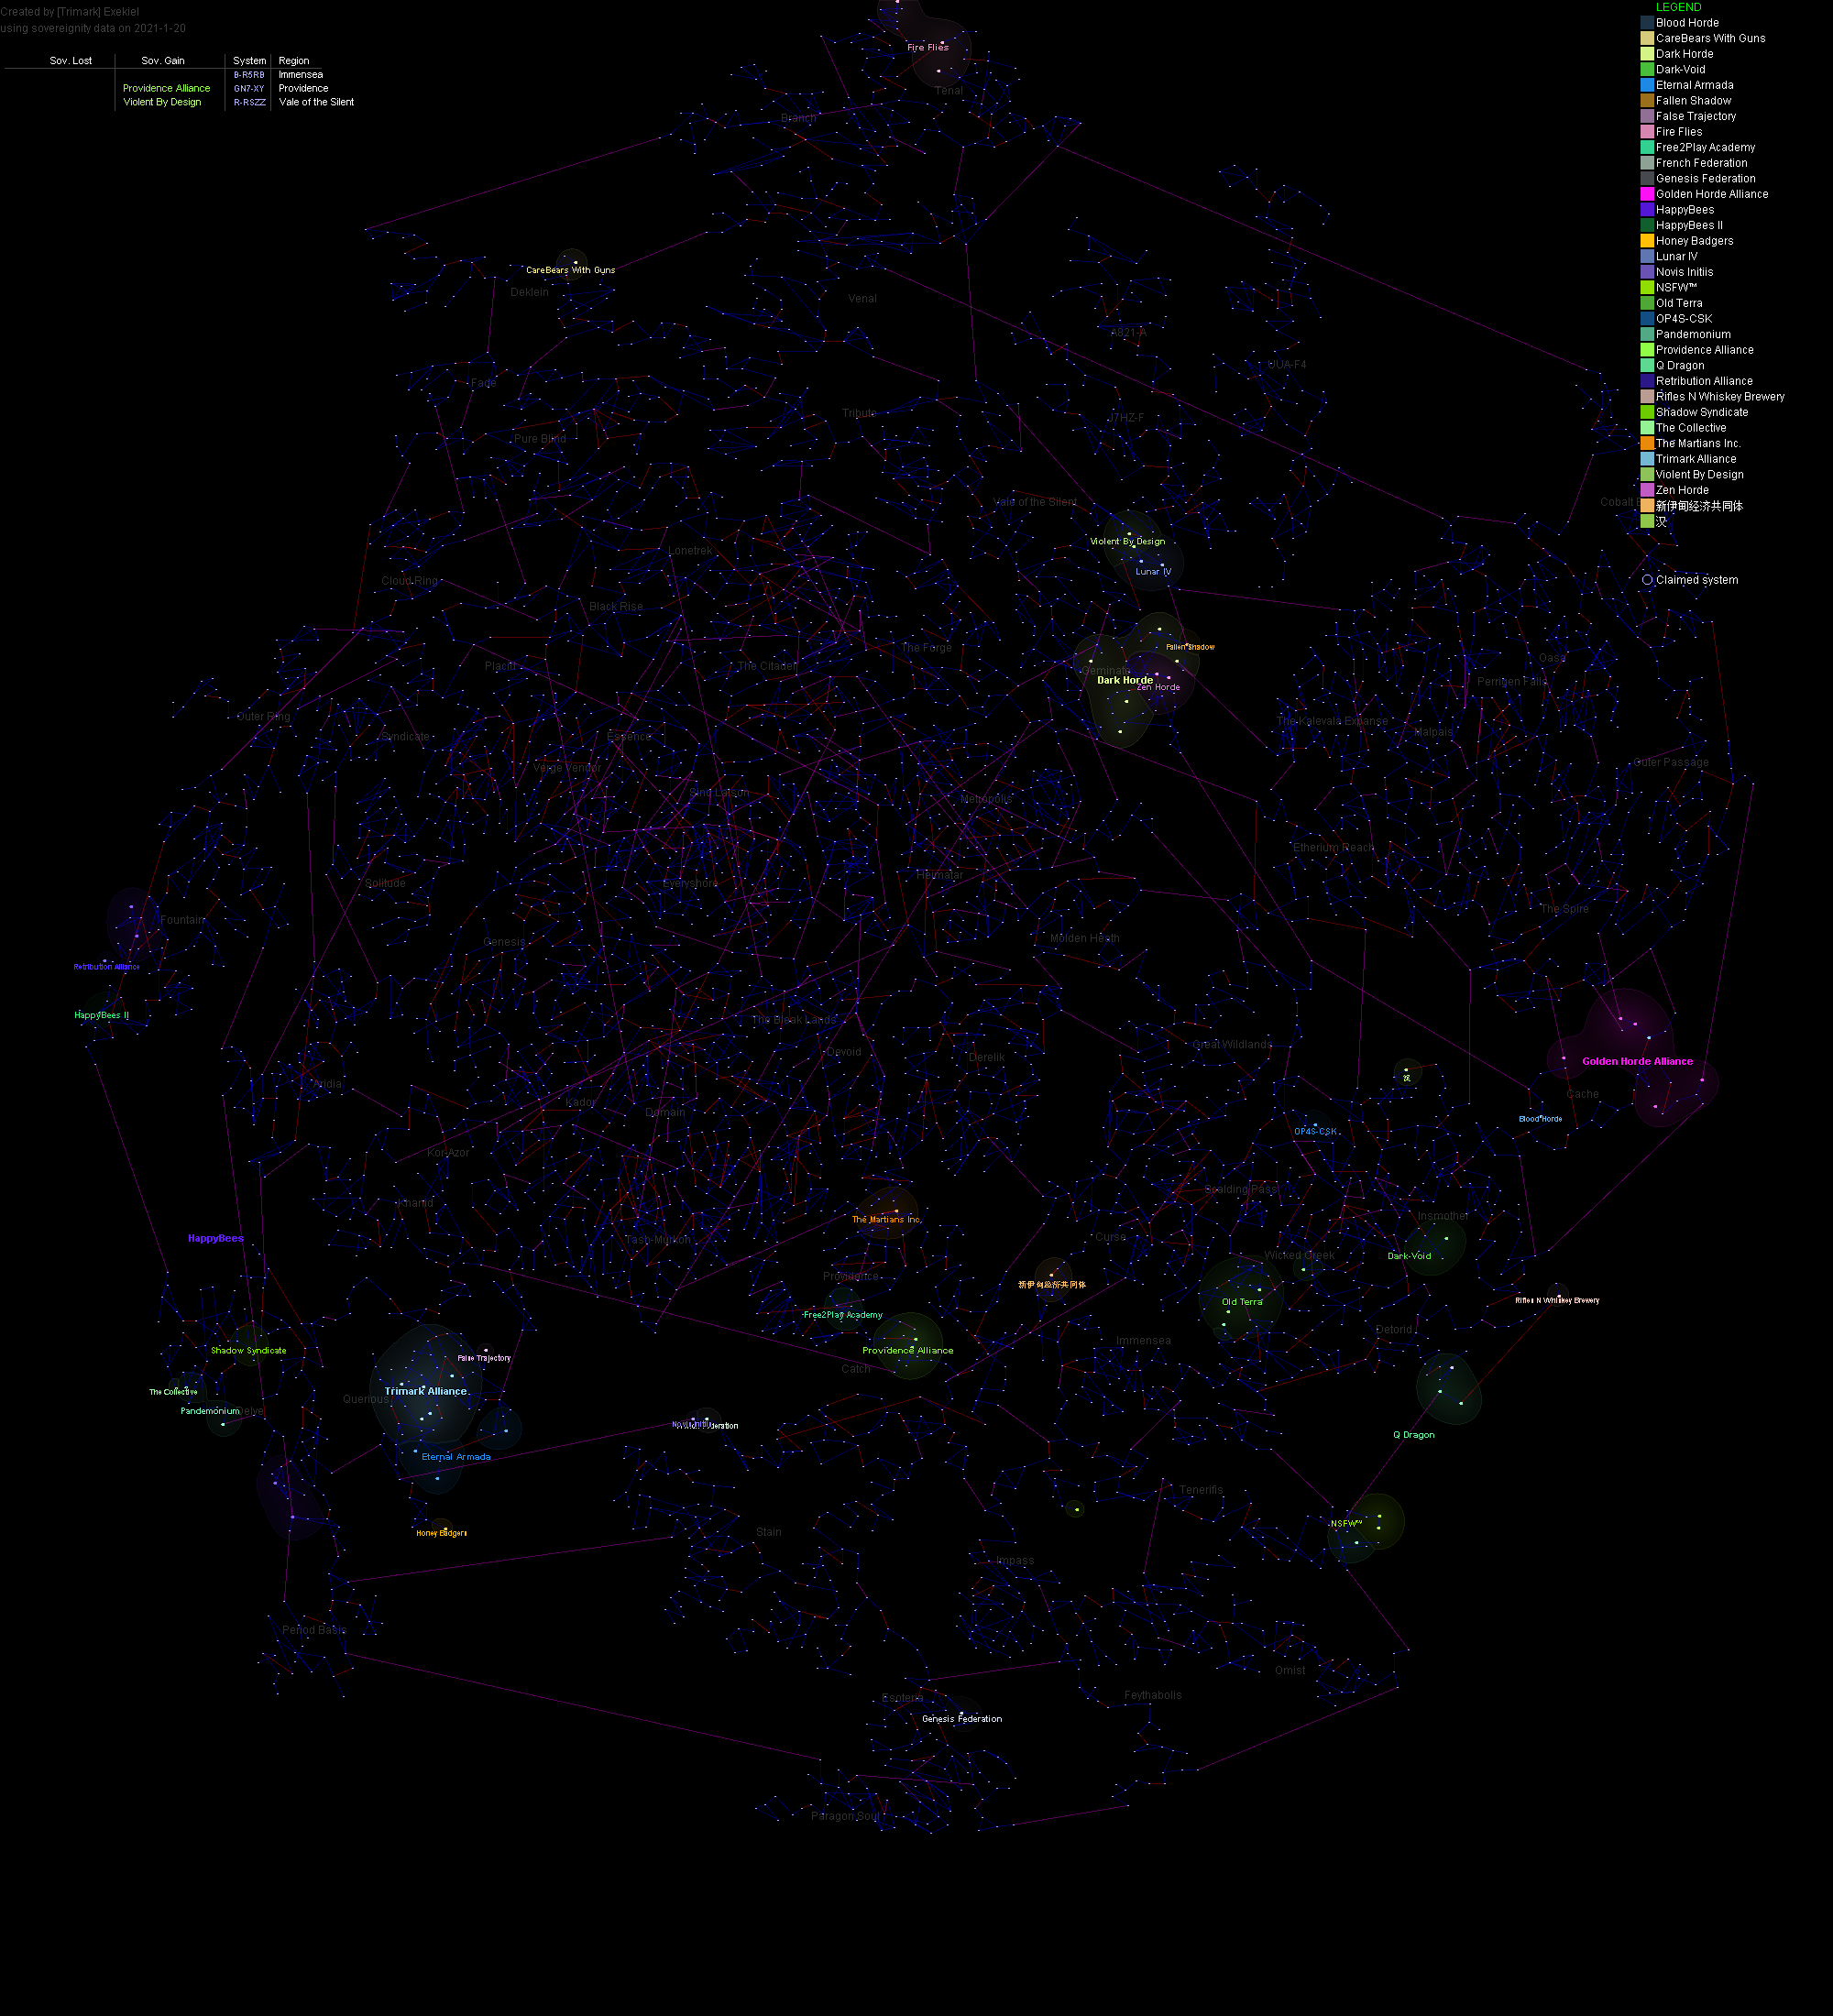 Created by [Trimark] Exekiel
using sovereignity data on 2021-1-20
Sov. Lost Sov. Gain System Region
B-R5RB Immensea
Providence Alliance GN7-XY Providence
Violent By Design R-RSZZ Vale of the Silent
LEGEND
Blood Horde
CareBears With Guns
Dark Horde
Dark-Void
Eternal Armada
Fallen Shadow
False Trajectory
Fire Flies
Free2Play Academy
French Federation
Genesis Federation
Golden Horde Alliance
HappyBees
HappyBees II
Honey Badgers
Lunar IV
Novis Initiis
NSFW™
Old Terra
OP4S-CSK
Pandemonium
Providence Alliance
Q Dragon
Retribution Alliance
Rifles N Whiskey Brewery
Shadow Syndicate
The Collective
The Martians Inc.
Trimark Alliance
Violent By Design
Zen Horde
新伊甸经济共同体
汉
Claimed system
Fire Flies
Tenal
Branch
CareBears With Guns
Deklein
Venal
A821-A
UUA-F4
Fade
Tribute
J7HZ-F
Pure Blind
Vale of the Silent
Cobalt
Violent By Design
Lonetrek
Lunar IV
Cloud Ring
Black Rise
The Forge
Fallen Shadow
Placid
The Citadel
Geminate
Oasa
Dark Horde
Zen Horde
Perrigen Falls
Outer Ring
The Kalevala Expanse
Syndicate
Essence
Malpais
Verge Vendor
Outer Passage
Sinq Laison
Metropolis
Etherium Reach
Solitude
Everyshore
Heimatar
The Spire
Fountain
Genesis
Molden Heath
Retribution Alliance
HappyBees II
The Bleak Lands
Great Wildlands
Devoid
Derelik
Golden Horde Alliance
Aridia
汉
Cache
Kador
Domain
Blood Horde
OP4S-CSK
Kor-Azor
Scalding Pass
Khanid
Insmother
The Martians Inc.
HappyBees
Tash-Murkon
Curse
Wicked Creek
Dark-Void
Providence
新伊甸经济共同体
Old Terra
Rifles N Whiskey Brewery
Free2Play Academy
Detorid
Immensea
Shadow Syndicate
Providence Alliance
False Trajectory
Catch
The Collective
Trimark Alliance
Querious
Pandemonium
Delve
Q Dragon
Eternal Armada
Tenerifis
NSFW™
Honey Badgers
Stain
Impass
Period Basis
Omist
Feythabolis
Esoteria
Genesis Federation
Paragon Soul